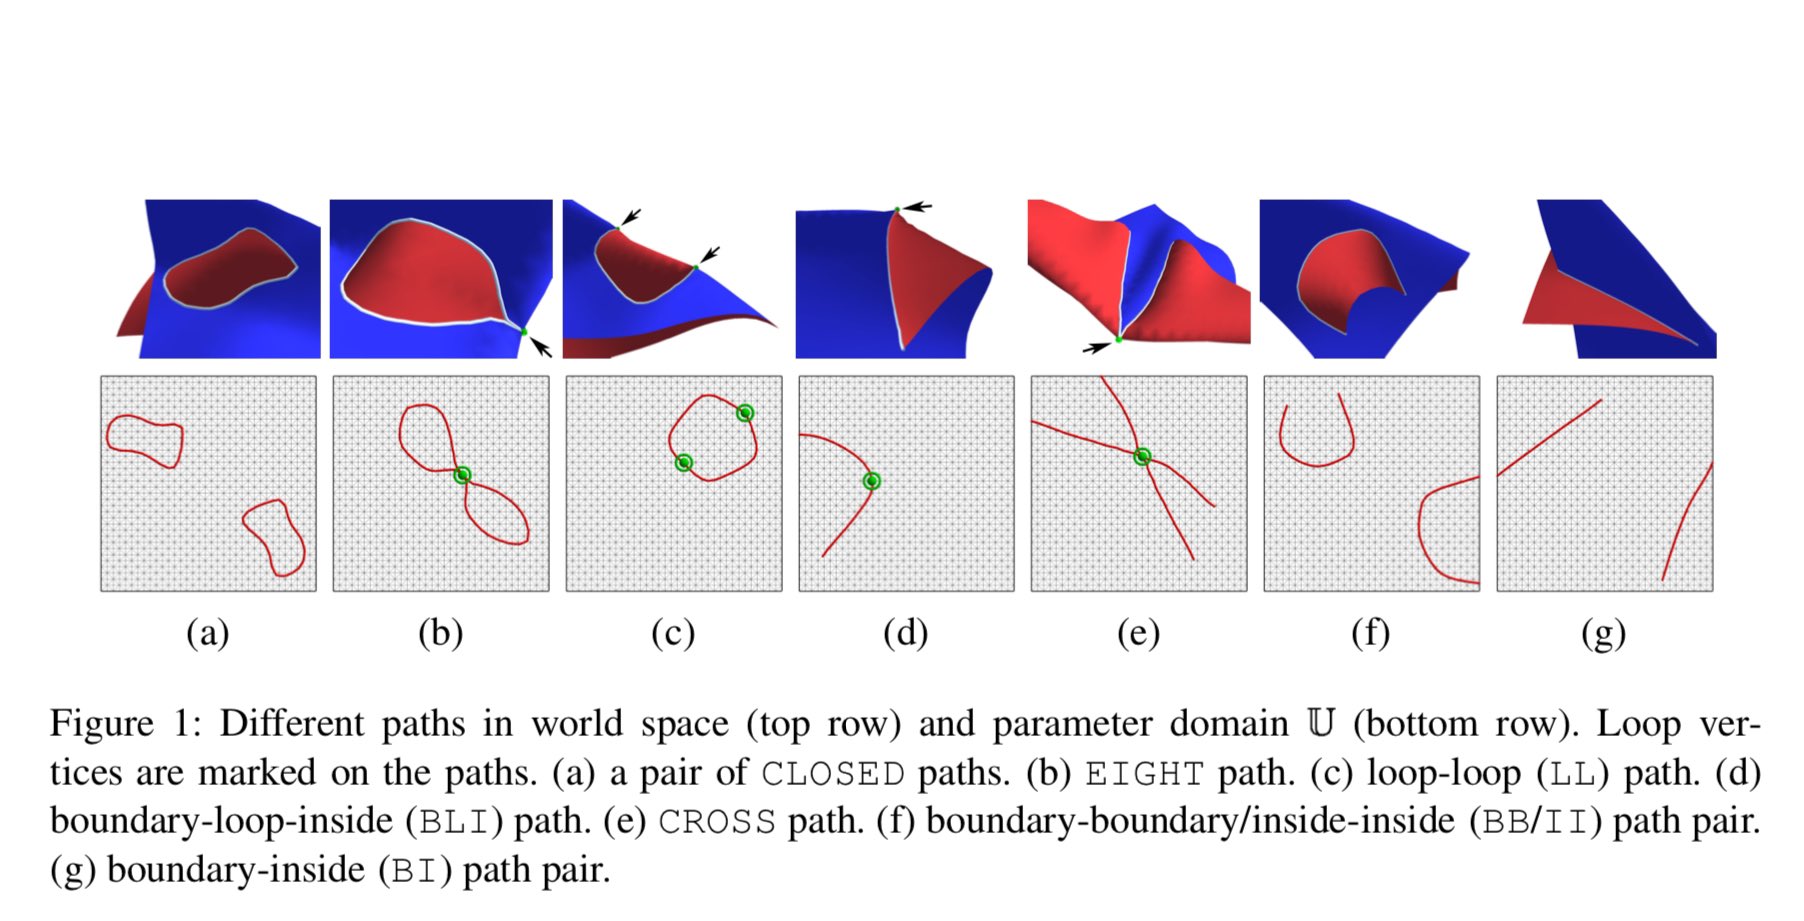 (a) (b) (c) (d) (e) (f) (g)
Figure 1: Different paths in world space (top row) and parameter domain 𝕌 (bottom row). Loop ver-
tices are marked on the paths. (a) a pair of CLOSED paths. (b) EIGHT path. (c) loop-loop (LL) path. (d)
boundary-loop-inside (BLI) path. (e) CROSS path. (f) boundary-boundary/inside-inside (BB/II) path pair.
(g) boundary-inside (BI) path pair.